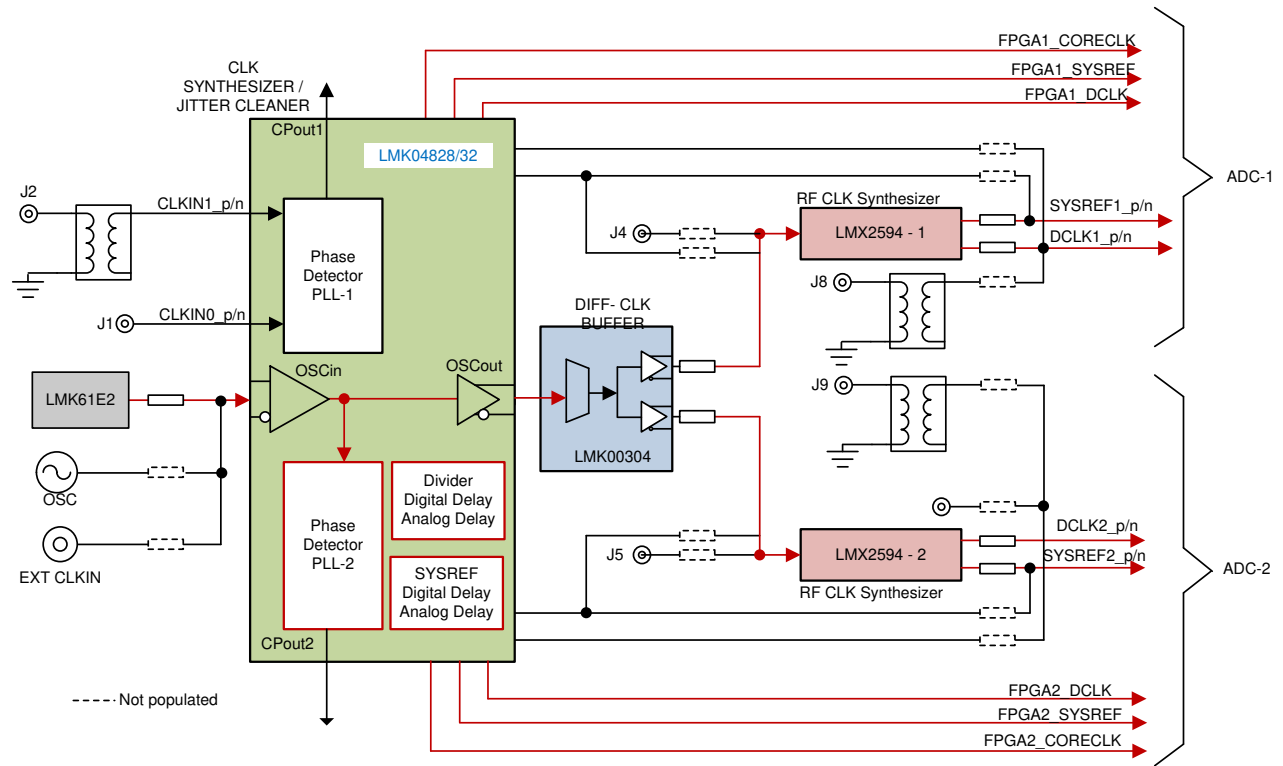 FPGA1_CORECLK
FPGA1_SYSREF
FPGA1_DCLK
CLK
SYNTHESIZER /
JITTER CLEANER
CPout1
LMK04828/32
ADC-1
J2
CLKIN1_p/n
RF CLK Synthesizer
SYSREF1_p/n
J4
LMX2594 - 1
DCLK1_p/n
Phase
Detector
PLL-1
J8
J1
CLKIN0_p/n
DIFF- CLK
BUFFER
OSCin
OSCout
J9
LMK61E2
LMK00304
OSC
Divider
Digital Delay
Analog Delay
Phase
Detector
PLL-2
EXT CLKIN
J5
LMX2594 - 2
DCLK2_p/n
SYSREF2_p/n
ADC-2
SYSREF
Digital Delay
Analog Delay
RF CLK Synthesizer
CPout2
Not populated
FPGA2_DCLK
FPGA2_SYSREF
FPGA2_CORECLK